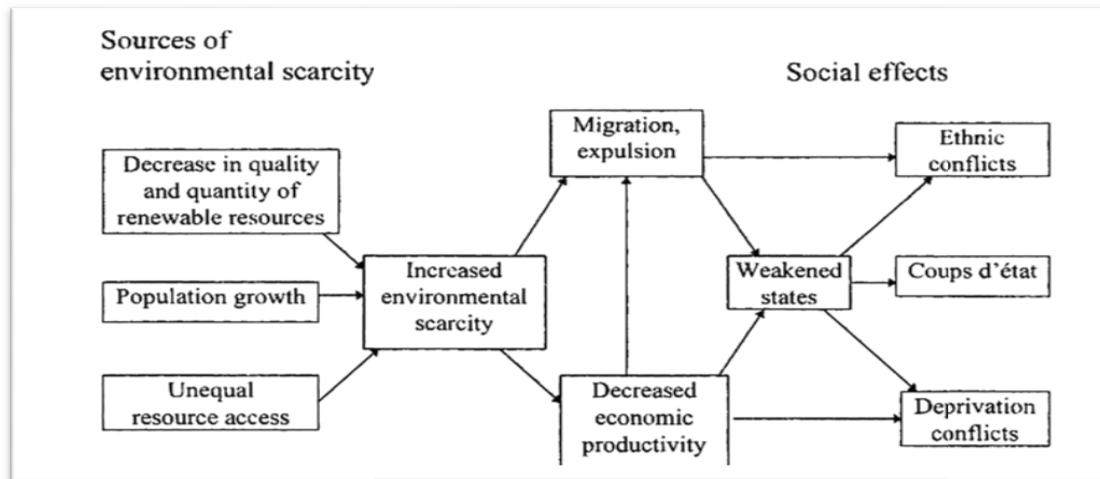 Sources of
environmental scarcity
Social effects
Decrease in quality
and quantity of
renewable resources
Population growth
Unequal
resource access
Increased
environmental
scarcity
Migration,
expulsion
Decreased
economic
productivity
Weakened
states
Ethnic
conflicts
Coups d'état
Deprivation
conflicts